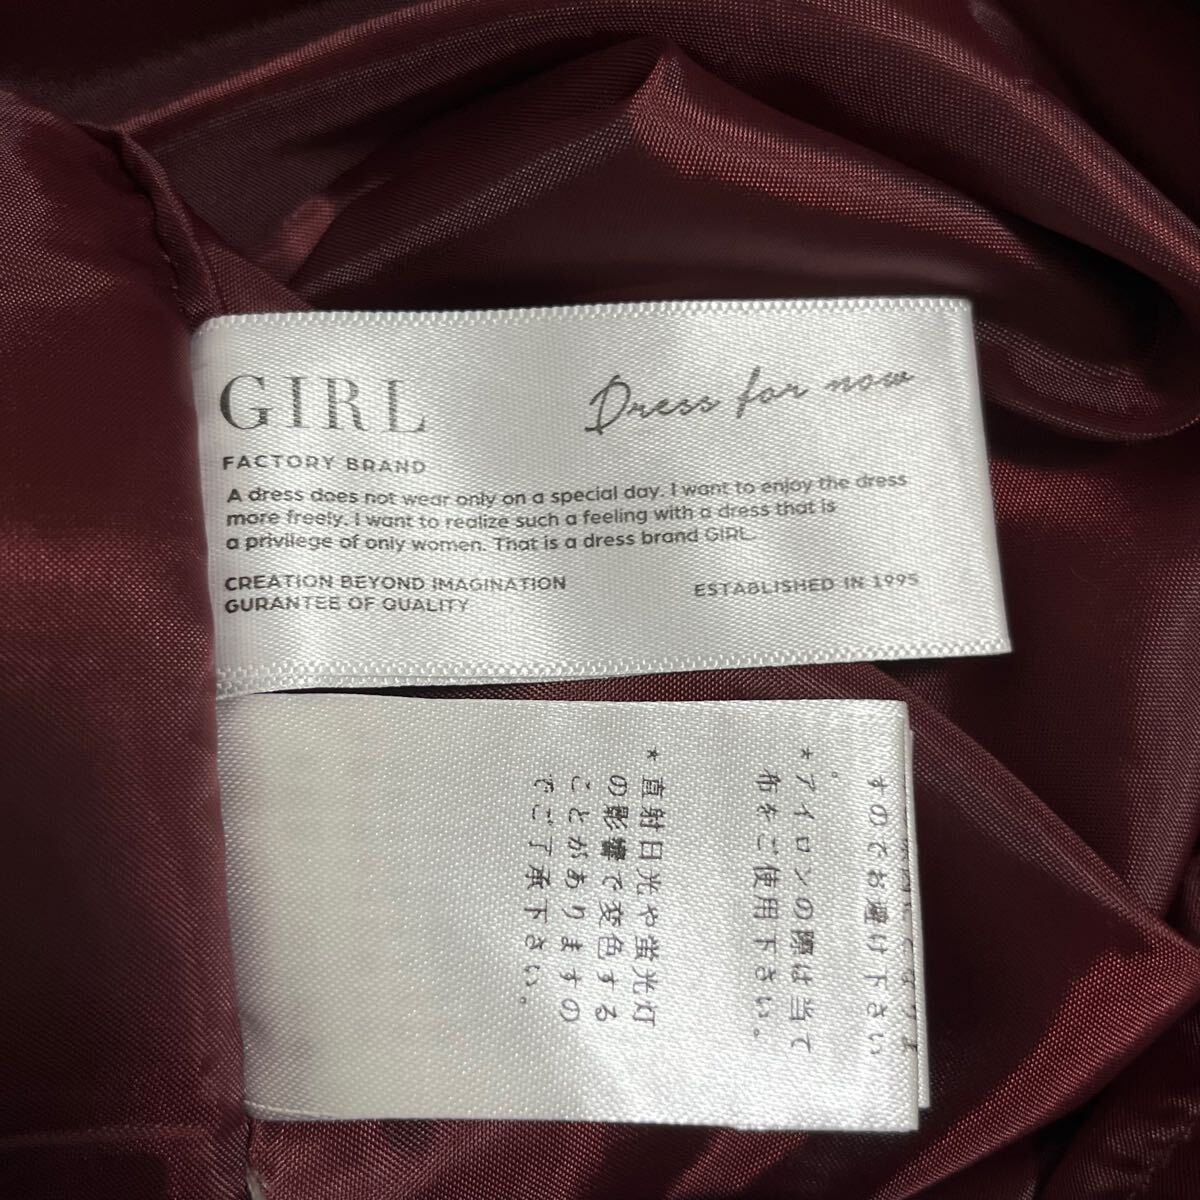 GIRL
Dress for now
FACTORY BRAND
A dress does not wear only on a special day. I want to enjoy the dress
more freely. I want to realize such a feeling with a dress that is
a privilege of only women. That is a dress brand GIRL.
CREATION BEYOND IMAGINATION
GURANTEE OF QUALITY
ESTABLISHED IN 1995
すのでお避け下さい
。
*アイロンの際は当て
布をご使用下さい。
*直射日光や蛍光灯
の影響で変色する
ことがありますの
でご了承下さい。